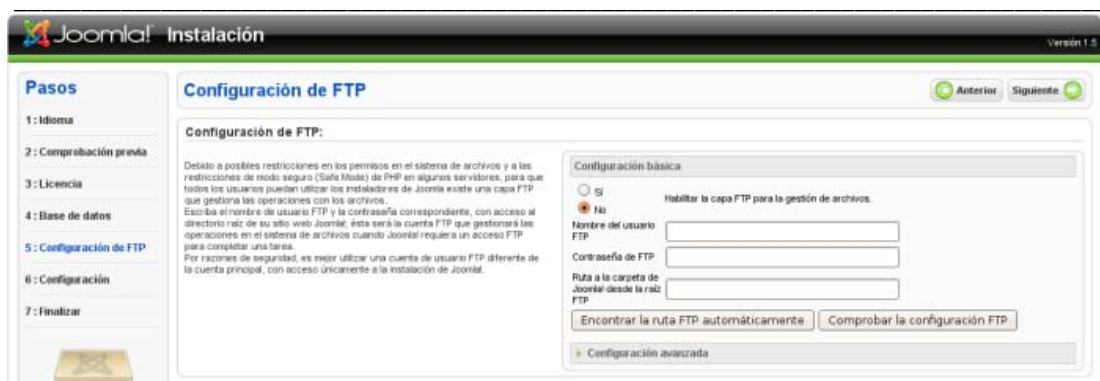 Joomla! Instalación
Versión 1.5
Pasos
1 : Idioma
2 : Comprobación previa
3 : Licencia
4 : Base de datos
5 : Configuración de FTP
6 : Configuración
7 : Finalizar
Configuración de FTP
Anterior
Siguiente
Configuración de FTP:
Debido a posibles restricciones en los permisos en el sistema de archivos y a las
restricciones de modo seguro (Safe Mode) de PHP en algunos servidores, para que
todos los usuarios puedan utilizar los instaladores de Joomla existe una capa FTP
que gestiona las operaciones con los archivos.
Escriba el nombre de usuario FTP y la contraseña correspondiente, con acceso al
directorio raíz de su sitio web Joomla!; ésta será la cuenta FTP que gestionará las
operaciones en el sistema de archivos cuando Joomla! requiera un acceso FTP
para completar una tarea.
Por razones de seguridad, es mejor utilizar una cuenta de usuario FTP diferente de
la cuenta principal, con acceso únicamente a la instalación de Joomla!.
Configuración básica
Sí
No
Habilitar la capa FTP para la gestión de archivos.
Nombre del usuario
FTP
Contraseña de FTP
Ruta a la carpeta de
Joomla! desde la raíz
FTP
Encontrar la ruta FTP automáticamente
Comprobar la configuración FTP
Configuración avanzada